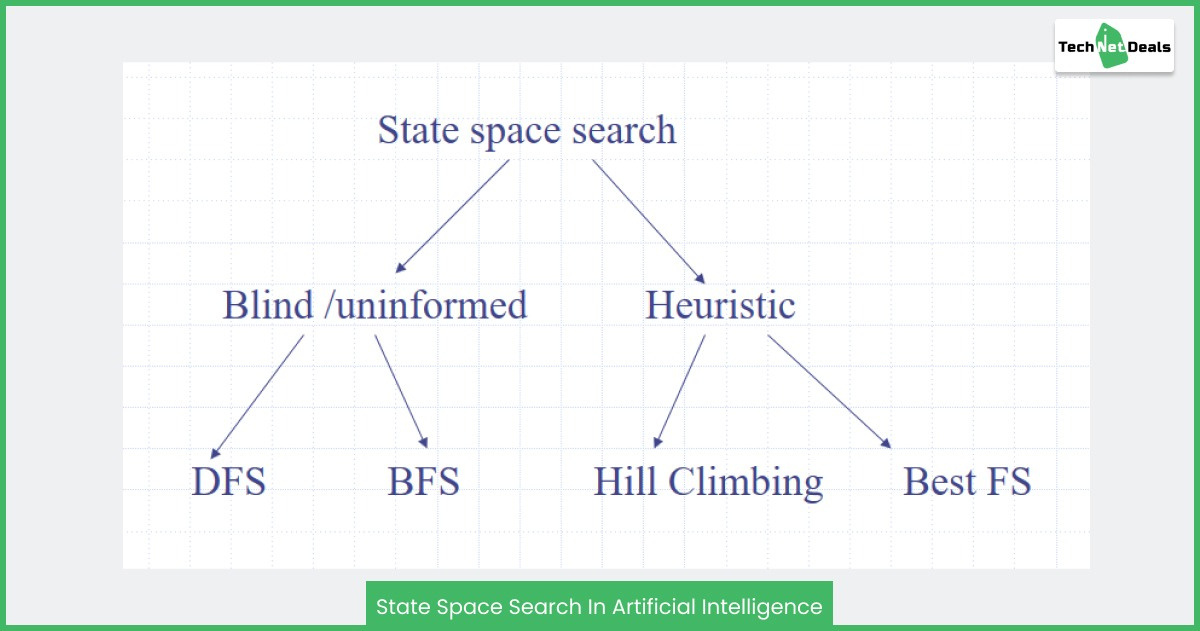 TechNetDeals
State space search
Blind /uninformed
Heuristic
DFS
BFS
Hill Climbing
Best FS
State Space Search In Artificial Intelligence